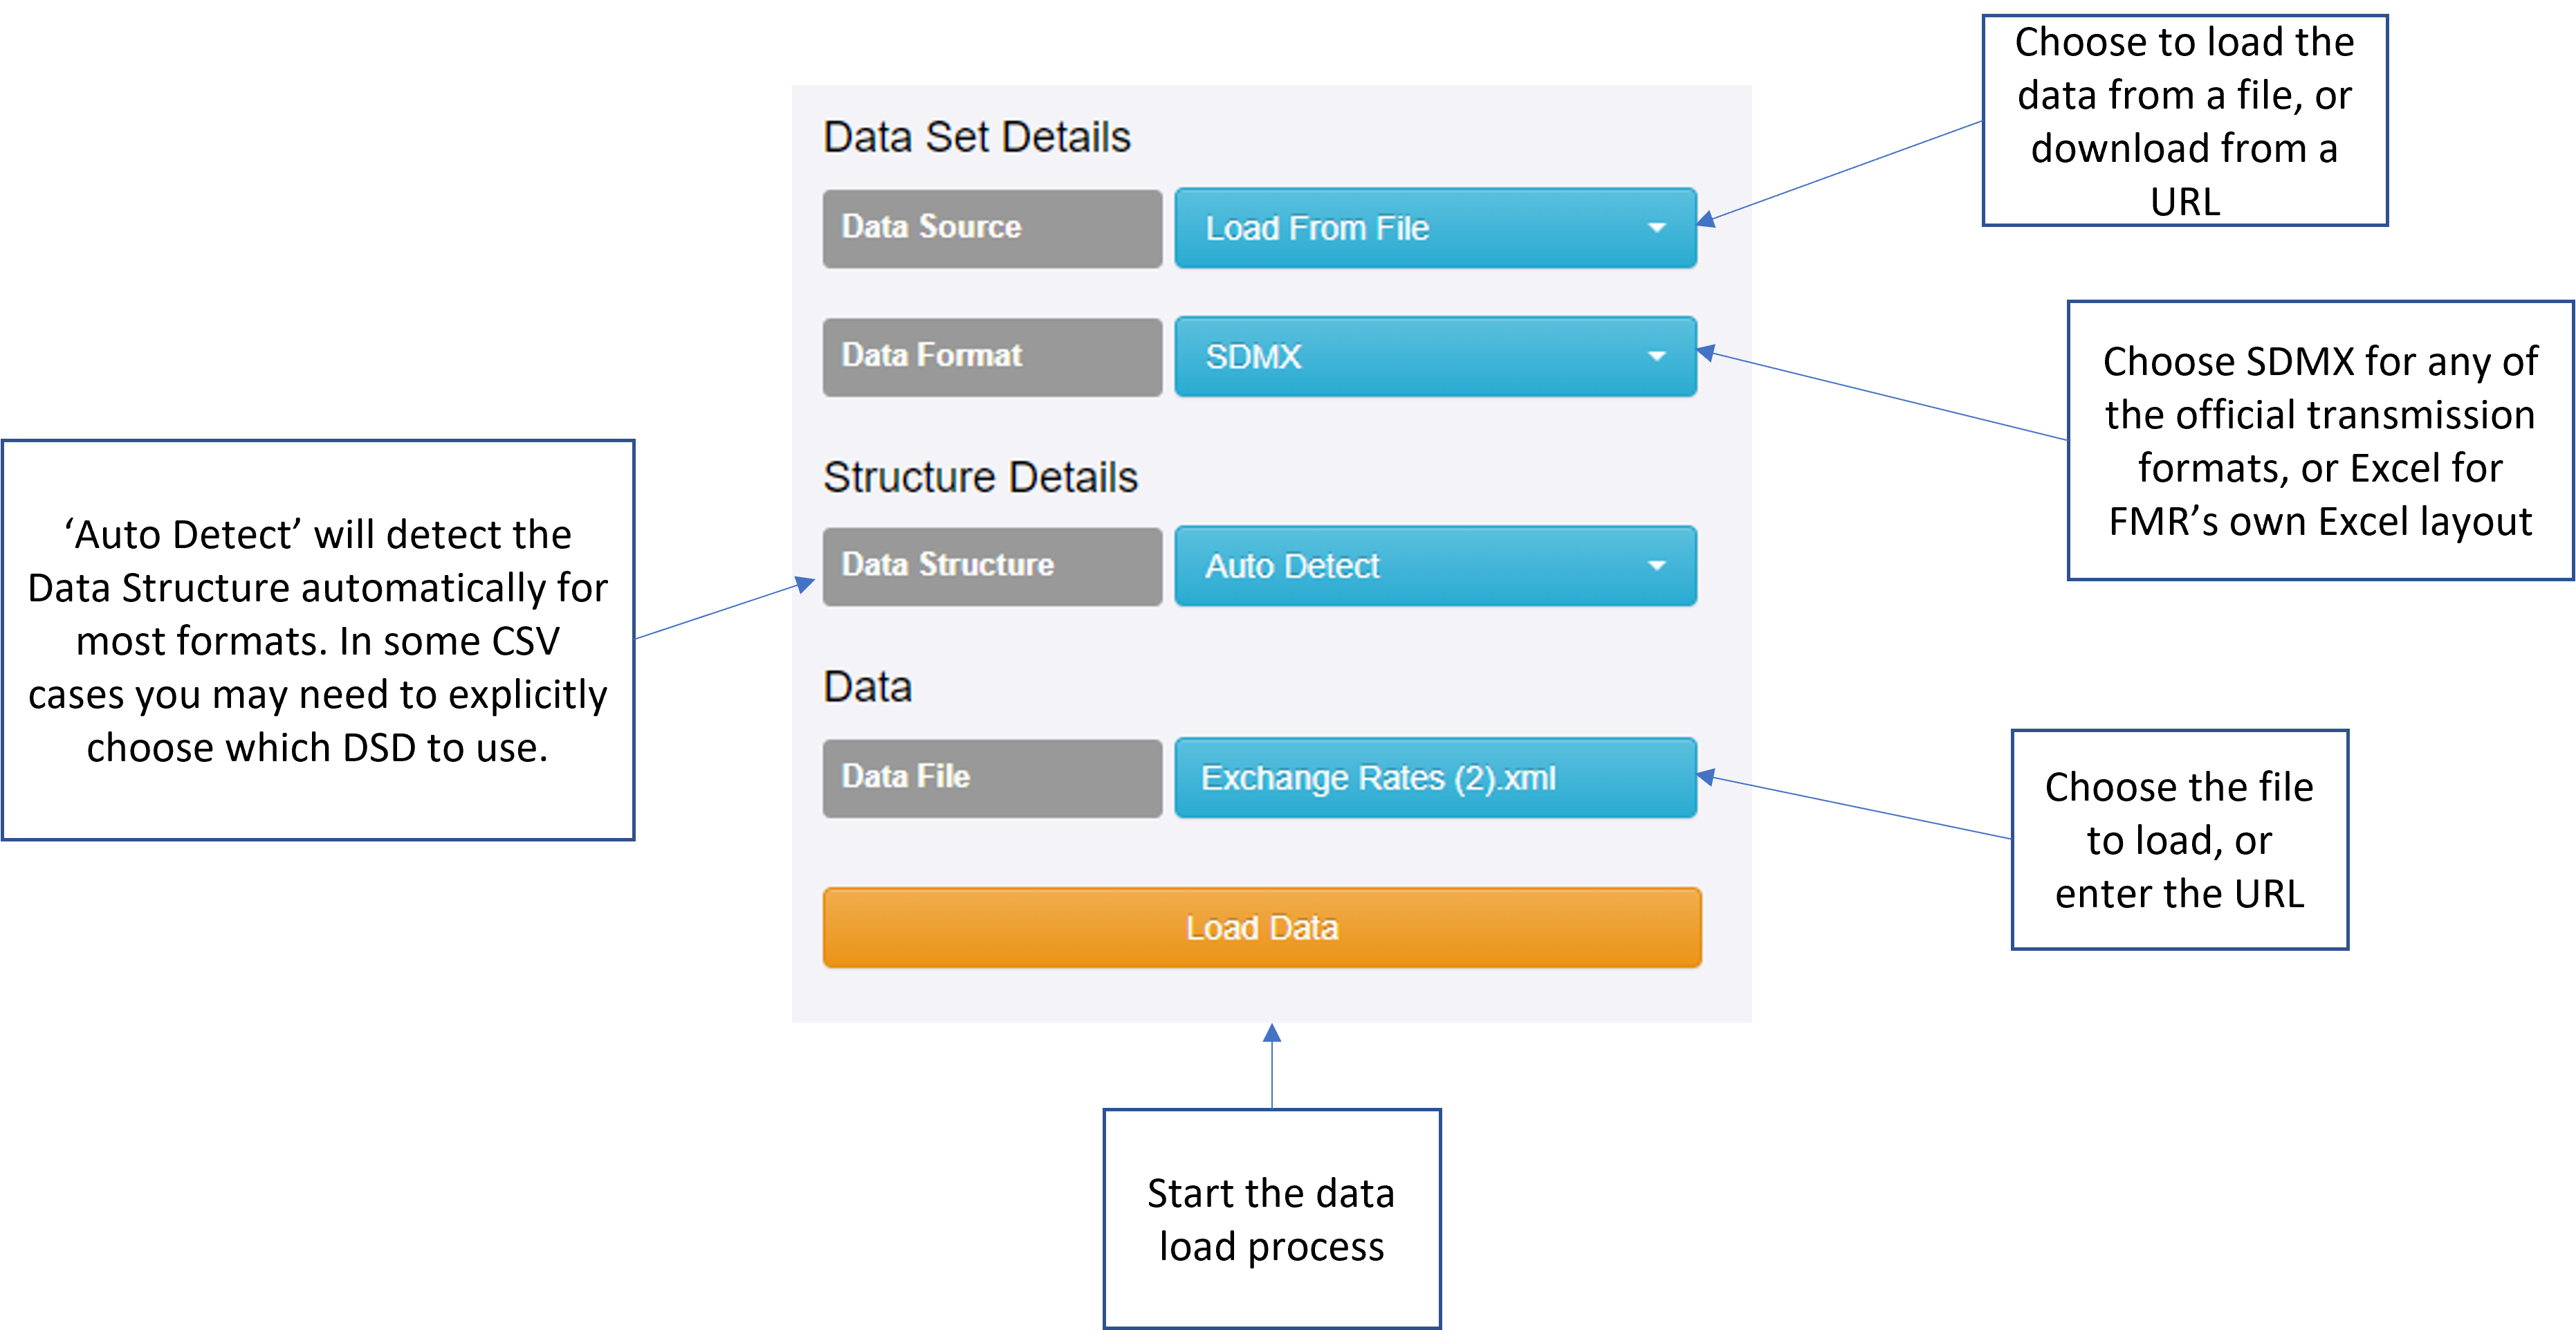 Choose to load the
data from a file, or
download from a
URL
Data Set Details
Data Source
Load From File
Data Format
SDMX
Choose SDMX for any of
the official transmission
formats, or Excel for
FMR’s own Excel layout
Structure Details
Data Structure
Auto Detect
‘Auto Detect’ will detect the
Data Structure automatically for
most formats. In some CSV
cases you may need to explicitly
choose which DSD to use.
Data
Data File
Exchange Rates (2).xml
Choose the file
to load, or
enter the URL
Load Data
Start the data
load process